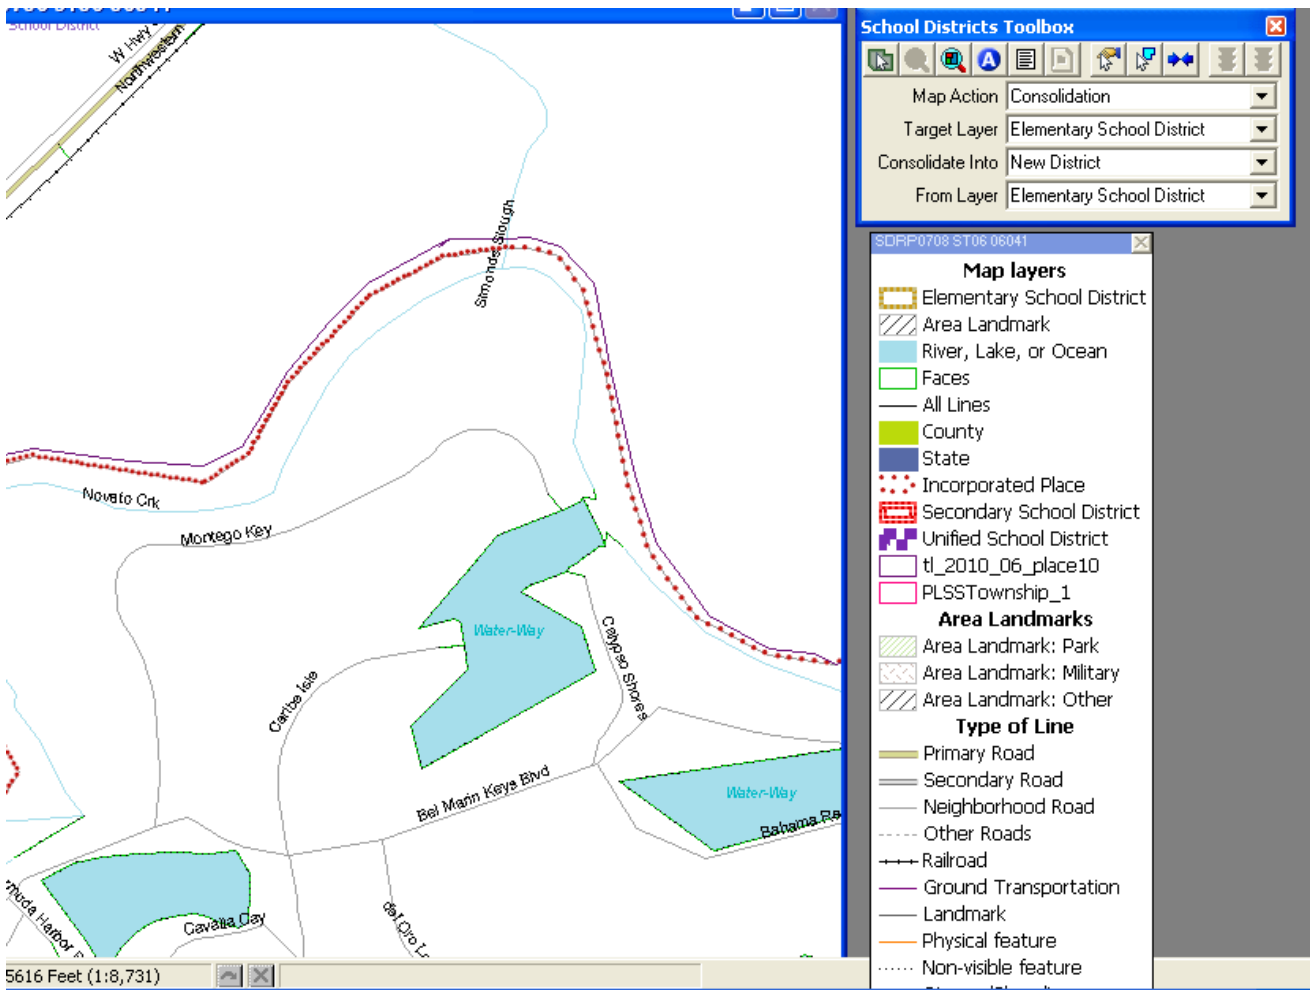 School District
W Hwy
Northwestern
Simonds Slough
Novato Crk
Montego Key
Water-Way
Calypso Shores
Caribe Isle
Bel Marin Keys Blvd
Water-Way
Bahama Re
Harbor
Cavalla Cay
del Oro L
5616 Feet (1:8,731)
School Districts Toolbox
A
Map Action Consolidation
Target Layer Elementary School District
Consolidate Into New District
From Layer Elementary School District
SDRP0708 ST06 06041
Map layers
Elementary School District
Area Landmark
River, Lake, or Ocean
Faces
All Lines
County
State
Incorporated Place
Secondary School District
Unified School District
tl_2010_06_place10
PLSSTownship_1
Area Landmarks
Area Landmark: Park
Area Landmark: Military
Area Landmark: Other
Type of Line
Primary Road
Secondary Road
Neighborhood Road
Other Roads
Railroad
Ground Transportation
Landmark
Physical feature
Non-visible feature